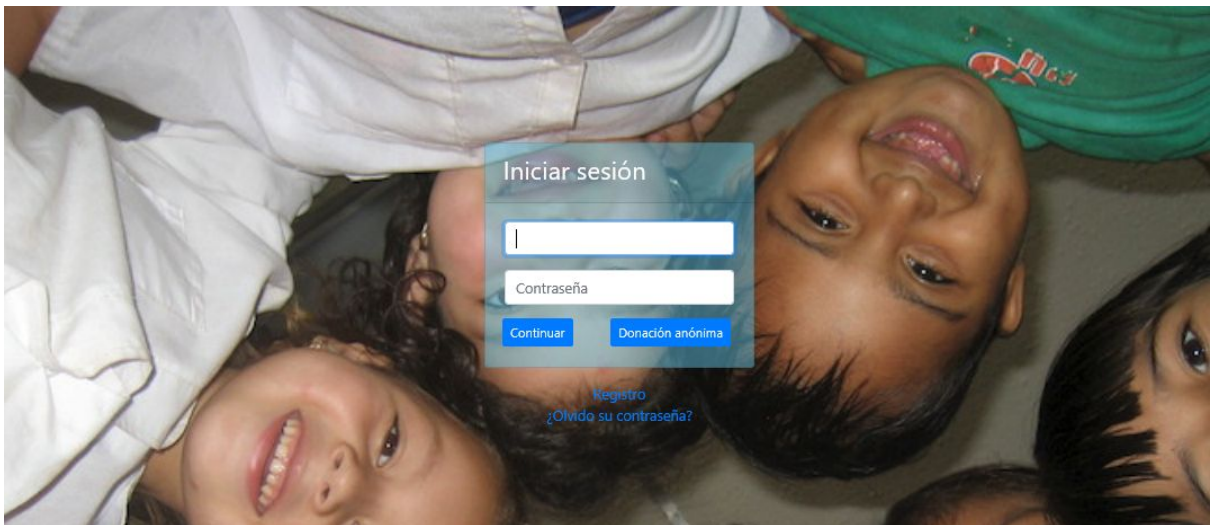 Iniciar sesión
Contraseña
Continuar
Donación anónima
Registro
¿Olvido su contraseña?